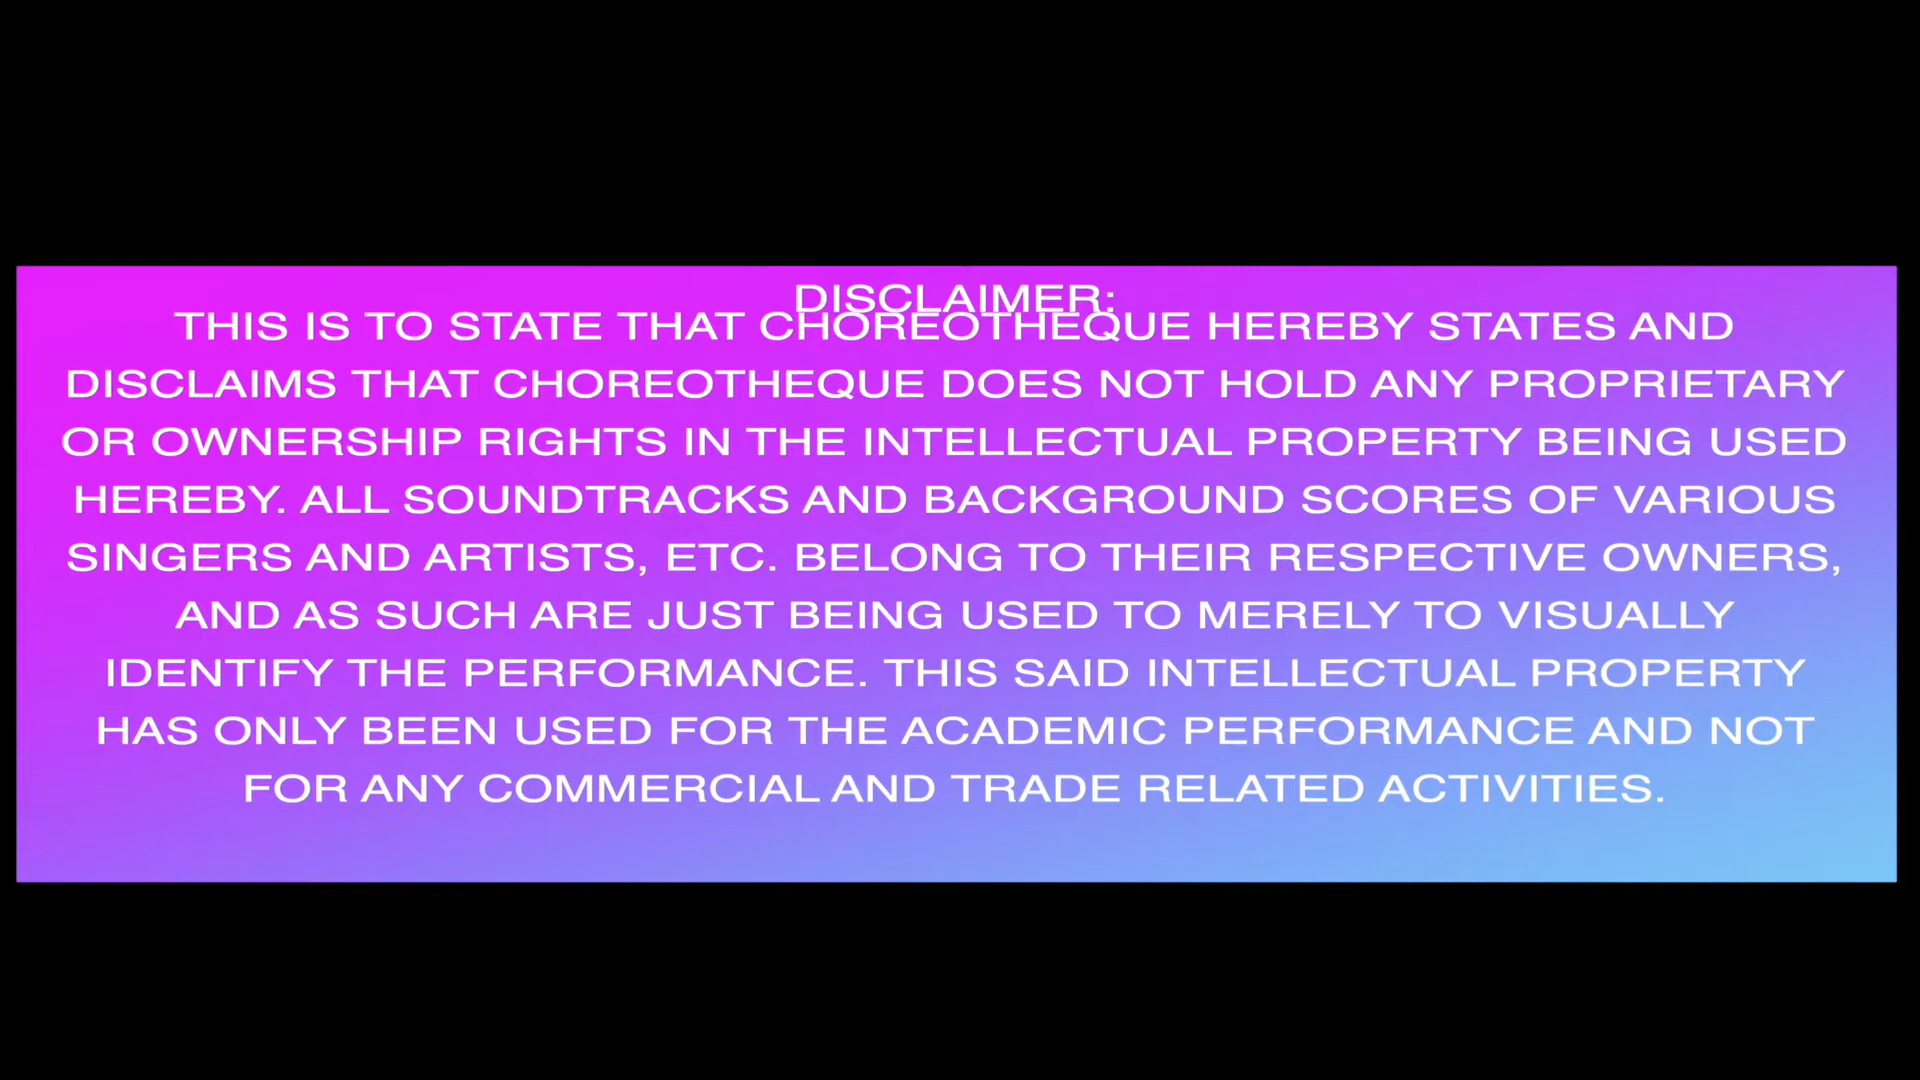 DISCLAIMER:
THIS IS TO STATE THAT CHOREOTHEQUE HEREBY STATES AND
DISCLAIMS THAT CHOREOTHEQUE DOES NOT HOLD ANY PROPRIETARY
OR OWNERSHIP RIGHTS IN THE INTELLECTUAL PROPERTY BEING USED
HEREBY. ALL SOUNDTRACKS AND BACKGROUND SCORES OF VARIOUS
SINGERS AND ARTISTS, ETC. BELONG TO THEIR RESPECTIVE OWNERS,
AND AS SUCH ARE JUST BEING USED TO MERELY TO VISUALLY
IDENTIFY THE PERFORMANCE. THIS SAID INTELLECTUAL PROPERTY
HAS ONLY BEEN USED FOR THE ACADEMIC PERFORMANCE AND NOT
FOR ANY COMMERCIAL AND TRADE RELATED ACTIVITIES.